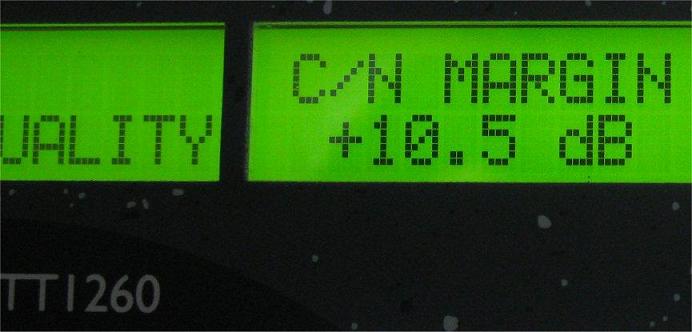 C/N MARGIN
UALITY
+10.5 dB
TT1260